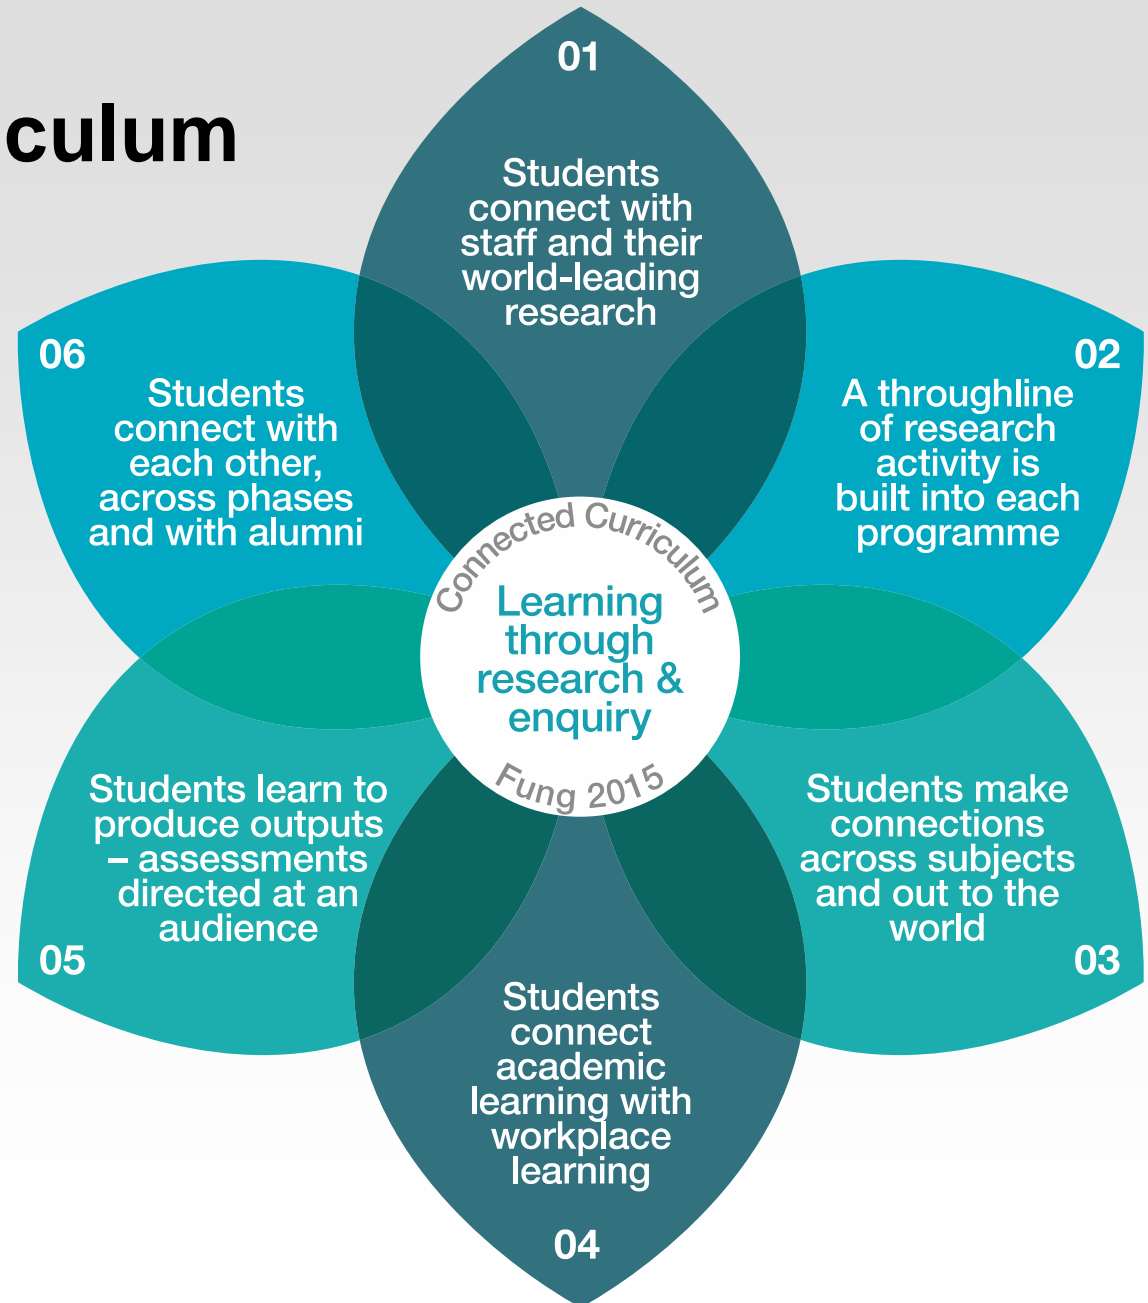 culum
01
Students
connect with
staff and their
world-leading
research
02
A throughline
of research
activity is
built into each
programme
Students make
connections
across subjects
and out to the
world
03
Students
connect
academic
learning with
workplace
learning
04
Students learn to
produce outputs
– assessments
directed at an
audience
05
06
Students
connect with
each other,
across phases
and with alumni
Connected Curriculum
Learning
through
research &
enquiry
Fung 2015